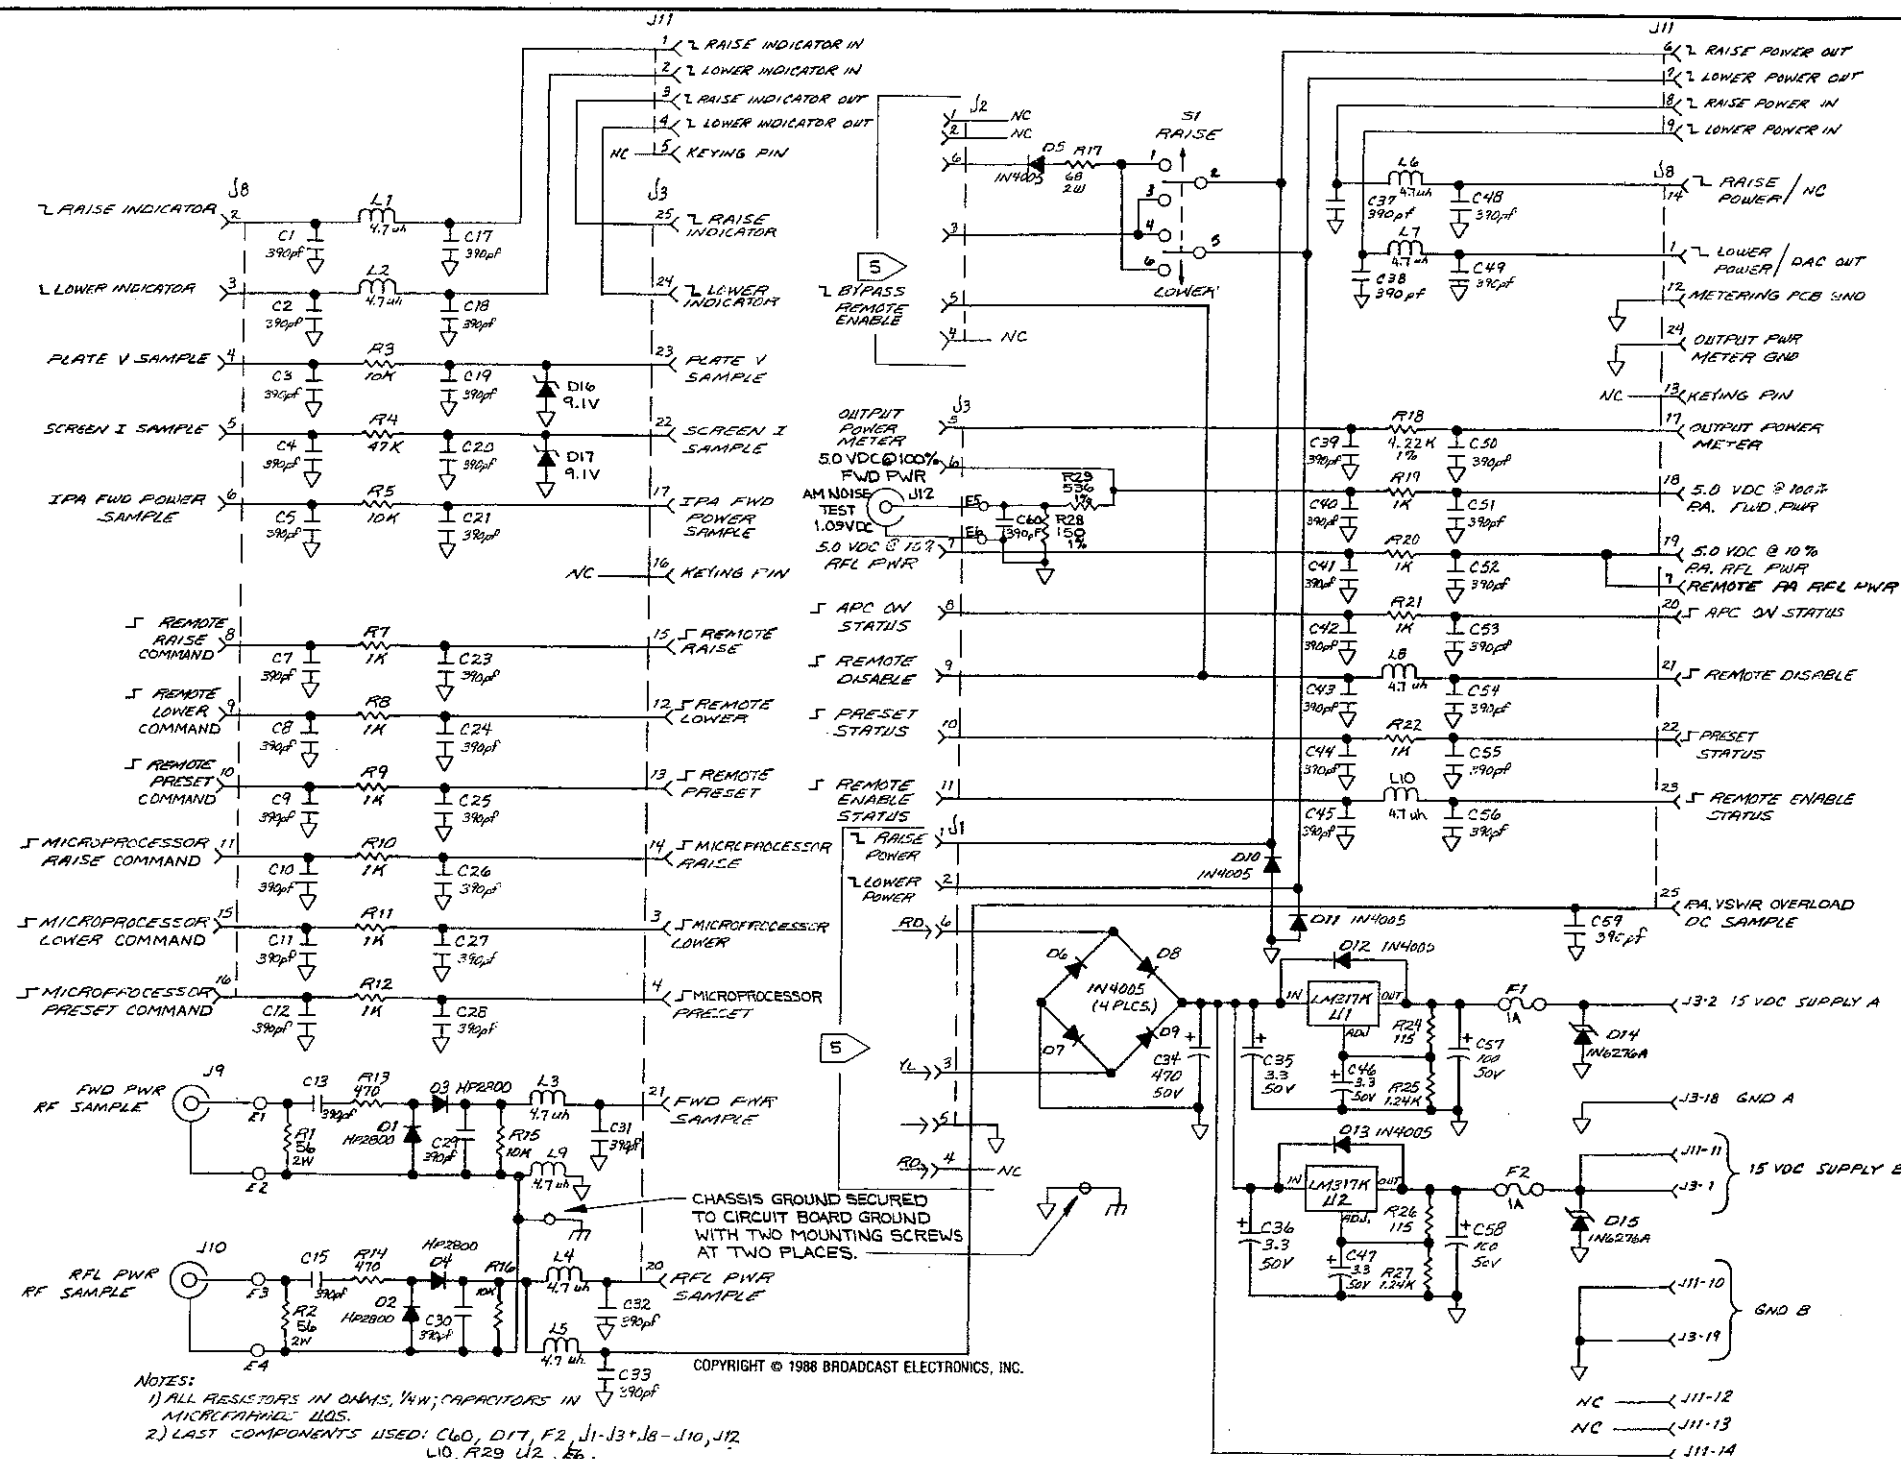 J11
1 RAISE INDICATOR IN
2 LOWER INDICATOR IN
3 RAISE INDICATOR OUT
4 LOWER INDICATOR OUT
NC 5 KEYING PIN
J8
J3
RAISE INDICATOR 2
C1 390pf
L1 4.7uh
C17 390pf
25 RAISE INDICATOR
LOWER INDICATOR 3
C2 390pf
L2 4.7uh
C18 390pf
24 LOWER INDICATOR
PLATE V SAMPLE 4
C3 390pf
R3 10K
C19 390pf
D16 9.1V
23 PLATE V SAMPLE
SCREEN I SAMPLE 5
C4 390pf
R4 47K
C20 390pf
D17 9.1V
22 SCREEN I SAMPLE
IPA FWD POWER SAMPLE 6
C5 390pf
R5 10K
C21 390pf
17 IPA FWD POWER SAMPLE
NC 16 KEYING PIN
REMOTE RAISE COMMAND 8
C7 390pf
R7 1K
C23 390pf
15 REMOTE RAISE
REMOTE LOWER COMMAND 9
C8 390pf
R8 1K
C24 390pf
12 REMOTE LOWER
REMOTE PRESET COMMAND 10
C9 390pf
R9 1K
C25 390pf
13 REMOTE PRESET
MICROPROCESSOR RAISE COMMAND 11
C10 390pf
R10 1K
C26 390pf
14 MICROPROCESSOR RAISE
MICROPROCESSOR LOWER COMMAND 15
C11 390pf
R11 1K
C27 390pf
3 MICROPROCESSOR LOWER
MICROPROCESSOR PRESET COMMAND 16
C12 390pf
R12 1K
C28 390pf
4 MICROPROCESSOR PRESET
J9
FWD PWR RF SAMPLE
E1
E2
R1 56 2W
C13 390pf
R13 470
D1 HP2800
D3 HP2800
C29 390pf
R15 10K
L3 4.7uh
L9 4.7uh
C31 390pf
21 FWD PWR SAMPLE
CHASSIS GROUND SECURED
TO CIRCUIT BOARD GROUND
WITH TWO MOUNTING SCREWS
AT TWO PLACES.
J10
RFL PWR RF SAMPLE
E3
E4
R2 56 2W
C15 390pf
R14 470
D2 HP2800
HP2800 D4
C30 390pf
R16 10K
L4 4.7uh
L5 4.7uh
C32 390pf
C33 390pf
20 RFL PWR SAMPLE
COPYRIGHT © 1988 BROADCAST ELECTRONICS, INC.
NOTES:
1) ALL RESISTORS IN OHMS, 1/4W; CAPACITORS IN
MICROFARADS UOS.
2) LAST COMPONENTS USED: C60, D17, F2, J1-J3+J8-J10, J12
L10, R29 U2, E6.
J2
1 NC
2 NC
6
D5 1N4005
R17 68 2W
3
5
BYPASS REMOTE ENABLE 5
4 NC
S1
RAISE
1
2
3
4
5
6
LOWER
J3
OUTPUT POWER METER 5
5.0 VDC @ 100% FWD PWR 6
AM NOISE TEST 1.09VDC
J12
E5
E6
C60 390pf
R28 150 1%
R29 536 1%
5.0 VDC @ 10% RFL PWR 7
APC ON STATUS 8
REMOTE DISABLE 9
PRESET STATUS 10
REMOTE ENABLE STATUS 11
J1
RAISE POWER 1
LOWER POWER 2
RD 6
YL 3
5
RD 4 NC
5
D6
D7
D8
D9
1N4005 (4 PLCS.)
C34 470 50V
D10 1N4005
D11 1N4005
J11
6 RAISE POWER OUT
7 LOWER POWER OUT
8 RAISE POWER IN
9 LOWER POWER IN
J8
C37 390pf
L6 4.7uh
C48 390pf
14 RAISE POWER/NC
C38 390pf
L7 4.7uh
C49 390pf
1 LOWER POWER/DAC OUT
12 METERING PCB GND
24 OUTPUT PWR METER GND
NC 13 KEYING PIN
C39 390pf
R18 4.22K 1%
C50 390pf
17 OUTPUT POWER METER
C40 390pf
R19 1K
C51 390pf
18 5.0 VDC @ 100% PA. FWD. PWR
C41 390pf
R20 1K
C52 390pf
19 5.0 VDC @ 10% PA. RFL PWR
7 REMOTE PA RFL PWR
C42 390pf
R21 1K
C53 390pf
20 APC ON STATUS
C43 390pf
L8 4.7uh
C54 390pf
21 REMOTE DISABLE
C44 390pf
R22 1K
C55 390pf
22 PRESET STATUS
C45 390pf
L10 4.7uh
C56 390pf
23 REMOTE ENABLE STATUS
C59 390pf
25 PA. VSWR OVERLOAD DC SAMPLE
D12 1N4005
C35 3.3 50V
IN LM317K OUT
U1
ADJ
C46 3.3 50V
R24 115
R25 1.24K
C57 100 50V
F1 1A
D14 1N6276A
J3-2 15 VDC SUPPLY A
J3-18 GND A
D13 1N4005
C36 3.3 50V
IN LM317K OUT
U2
ADJ.
C47 3.3 50V
R26 115
R27 1.24K
C58 100 50V
F2 1A
D15 1N6276A
J11-11
J3-1
15 VDC SUPPLY B
J11-10
J3-19
GND B
NC J11-12
NC J11-13
J11-14